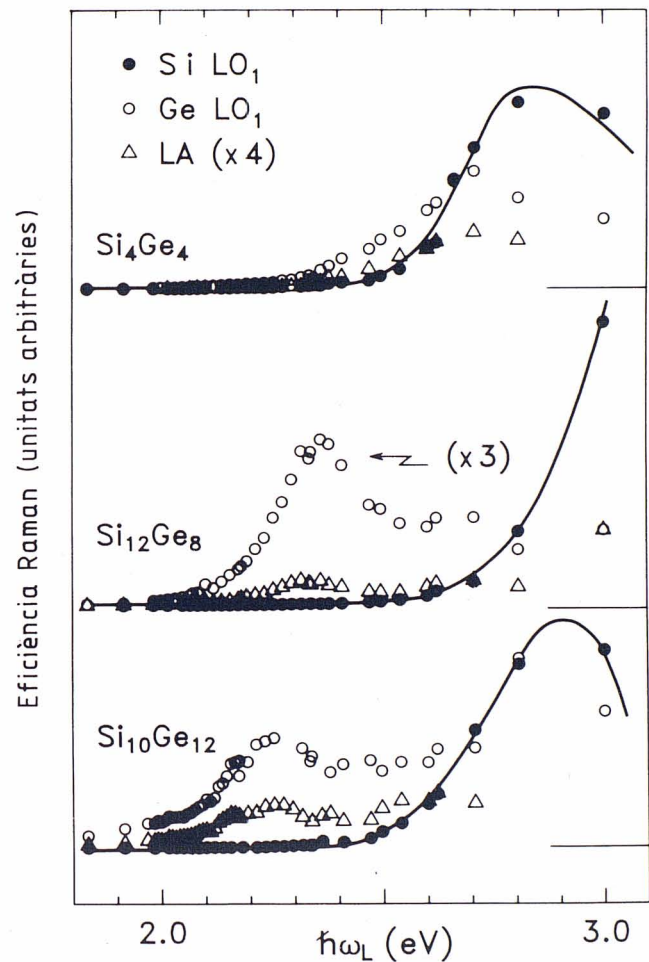 Si LO₁
Ge LO₁
LA (x4)
Si₄Ge₄
(x3)
Si₁₂Ge₈
Si₁₀Ge₁₂
Eficiència Raman (unitats arbitràries)
2.0 3.0
ħωL (eV)